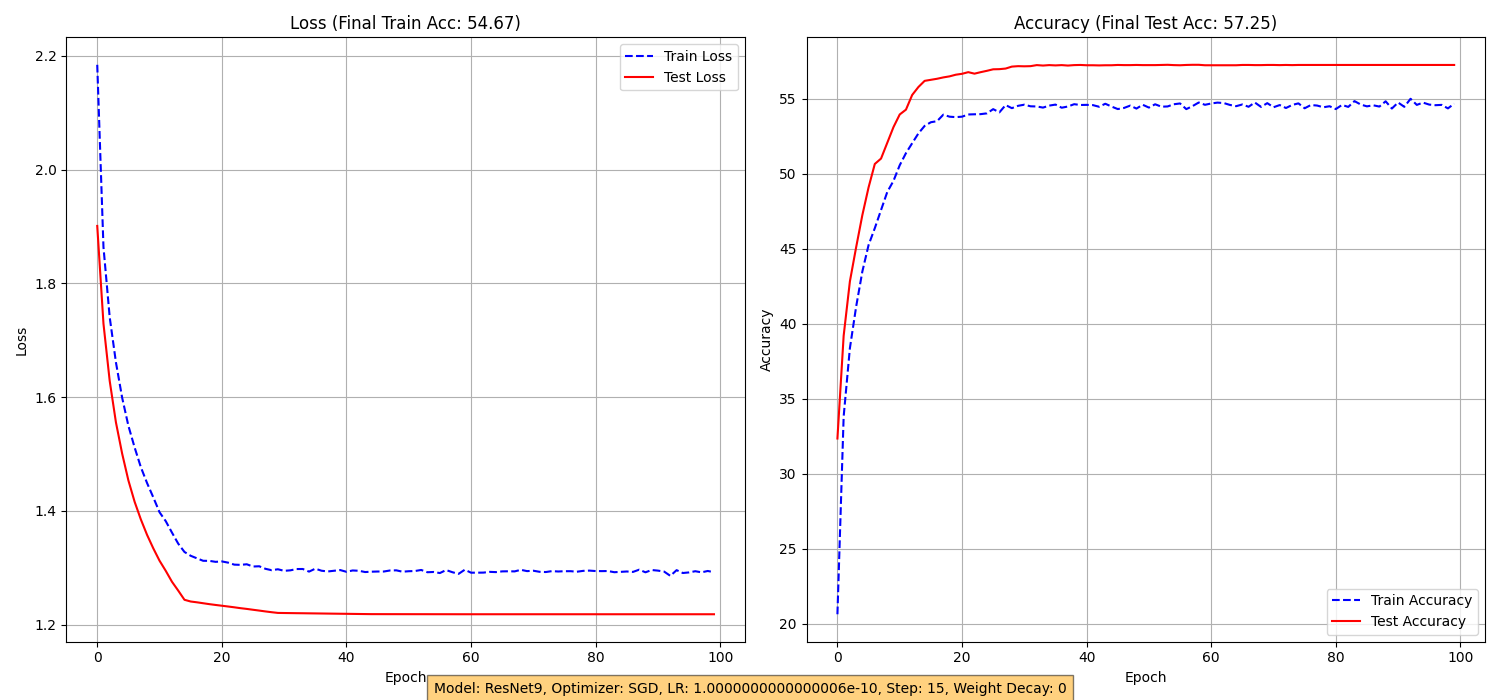 Loss (Final Train Acc: 54.67)
2.2
2.0
1.8
1.6
1.4
1.2
Loss
0 20 40 60 80 100
Epoch
Train Loss
Test Loss
Accuracy (Final Test Acc: 57.25)
55
50
45
40
35
30
25
20
Accuracy
0 20 40 60 80 100
Epoch
Train Accuracy
Test Accuracy
Model: ResNet9, Optimizer: SGD, LR: 1.0000000000000006e-10, Step: 15, Weight Decay: 0